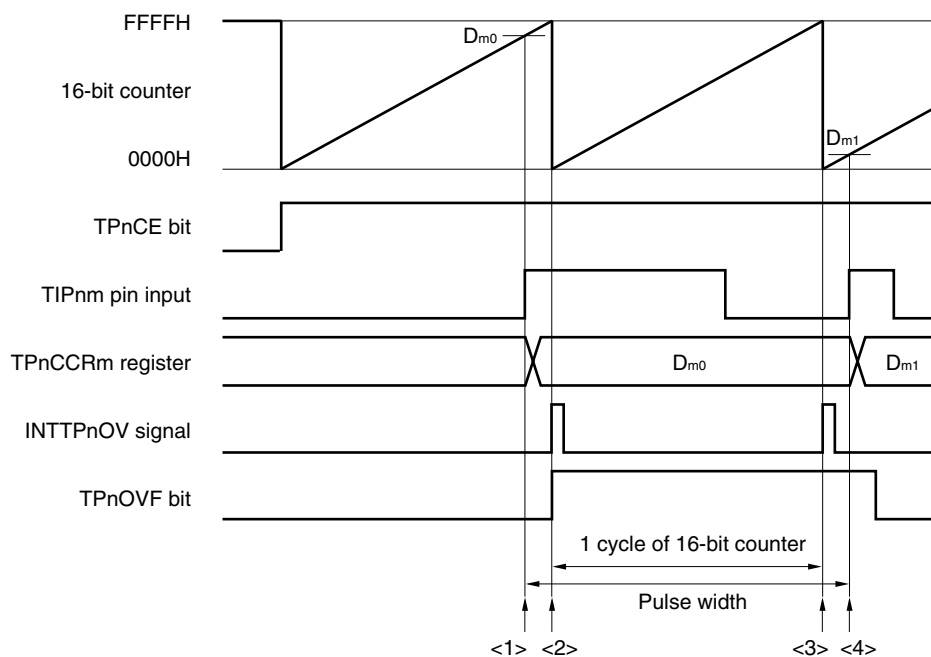 FFFFH
Dm0
16-bit counter
0000H
Dm1
TPnCE bit
TIPnm pin input
TPnCCRm register
Dm0
Dm1
INTTPnOV signal
TPnOVF bit
1 cycle of 16-bit counter
Pulse width
<1> <2> <3> <4>